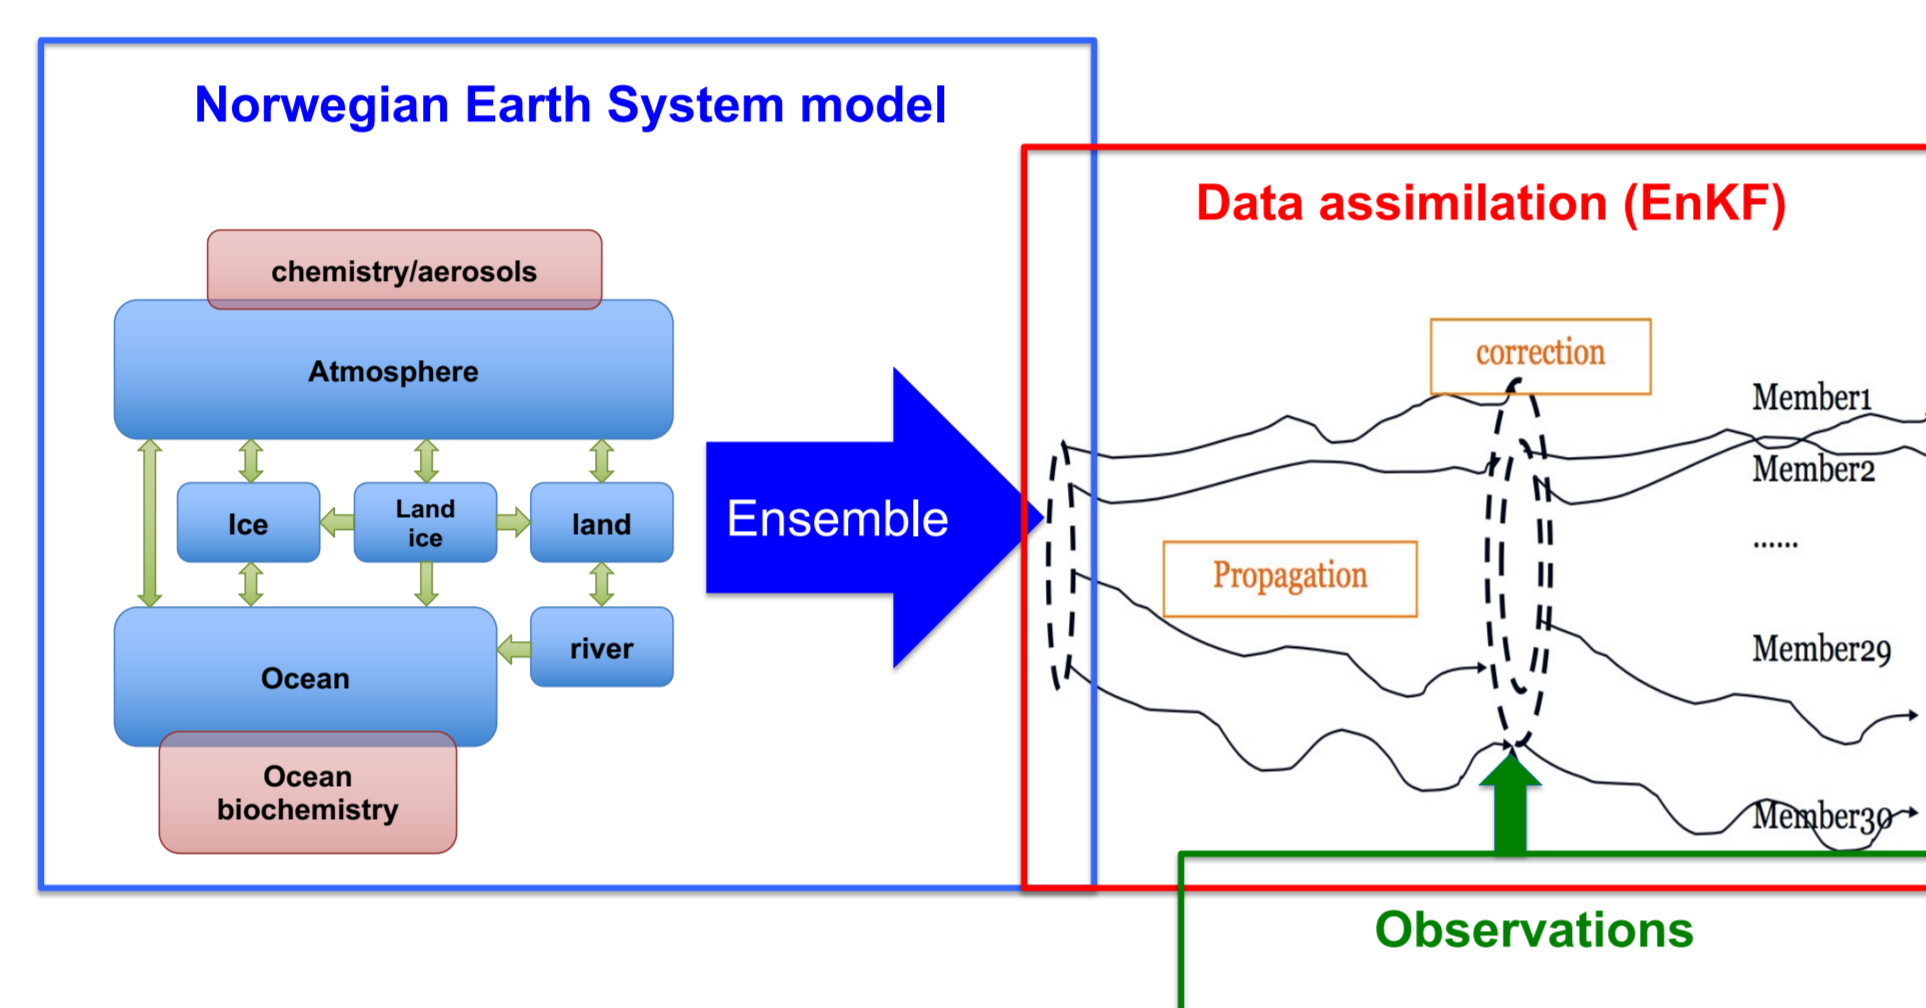 Norwegian Earth System model
chemistry/aerosols
Atmosphere
Ice
Land
ice
land
Ocean
river
Ocean
biochemistry
Ensemble
Data assimilation (EnKF)
correction
Propagation
Member1
Member2
......
Member29
Member30
Observations